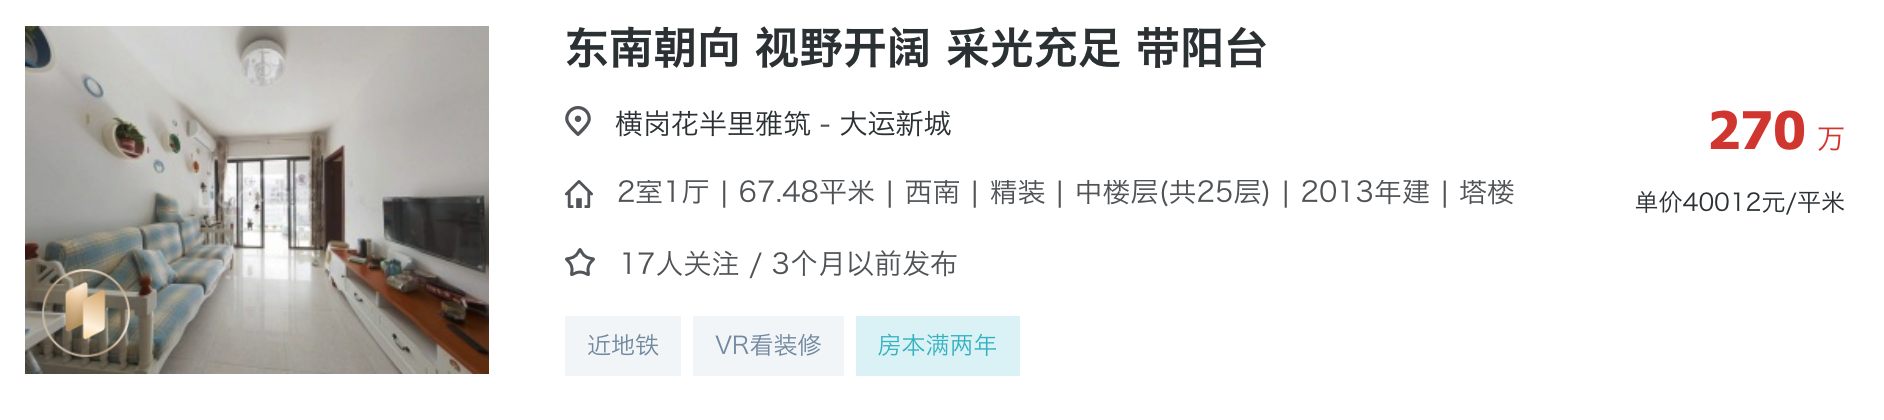 东南朝向 视野开阔 采光充足 带阳台
横岗花半里雅筑 - 大运新城
270 万
2室1厅 | 67.48平米 | 西南 | 精装 | 中楼层(共25层) | 2013年建 | 塔楼
单价40012元/平米
17人关注 / 3个月以前发布
近地铁 VR看装修 房本满两年